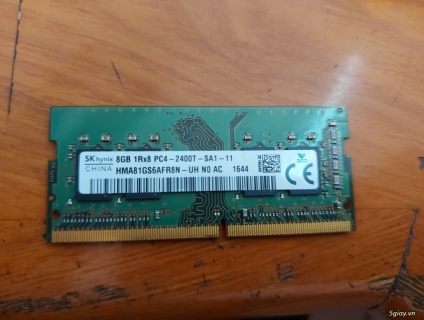 SK hynix 8GB 1Rx8 PC4-2400T-SA1-11
CHINA HMA81GS6AFR8N-UH N0 AC 1644
CE
5giay.vn